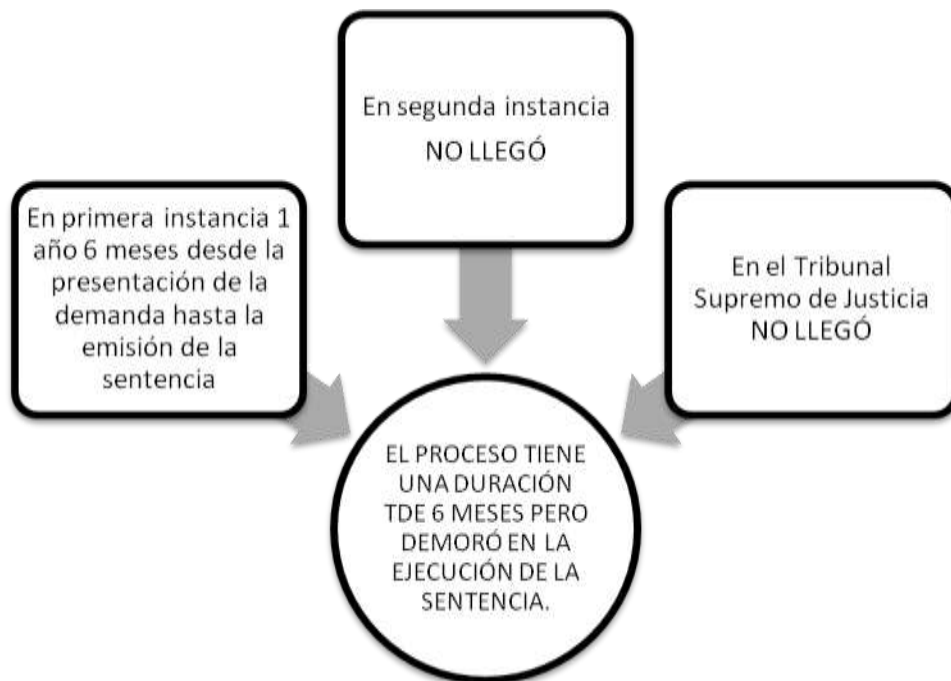 En segunda instancia
NO LLEGÓ
En primera instancia 1
año 6 meses desde la
presentación de la
demanda hasta la
emisión de la
sentencia
En el Tribunal
Supremo de Justicia
NO LLEGÓ
EL PROCESO TIENE
UNA DURACIÓN
TDE 6 MESES PERO
DEMORÓ EN LA
EJECUCIÓN DE LA
SENTENCIA.